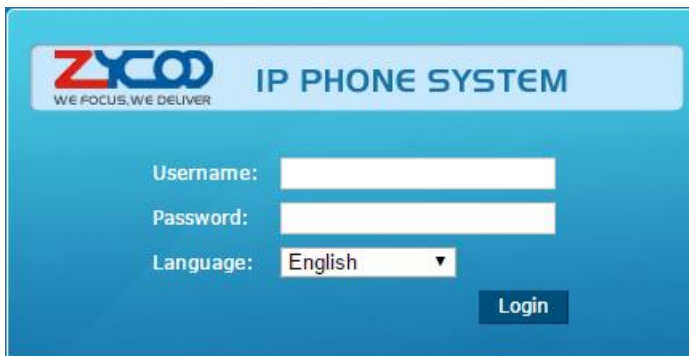 ZYCOO
WE FOCUS, WE DELIVER
IP PHONE SYSTEM
Username:
Password:
Language: English
Login